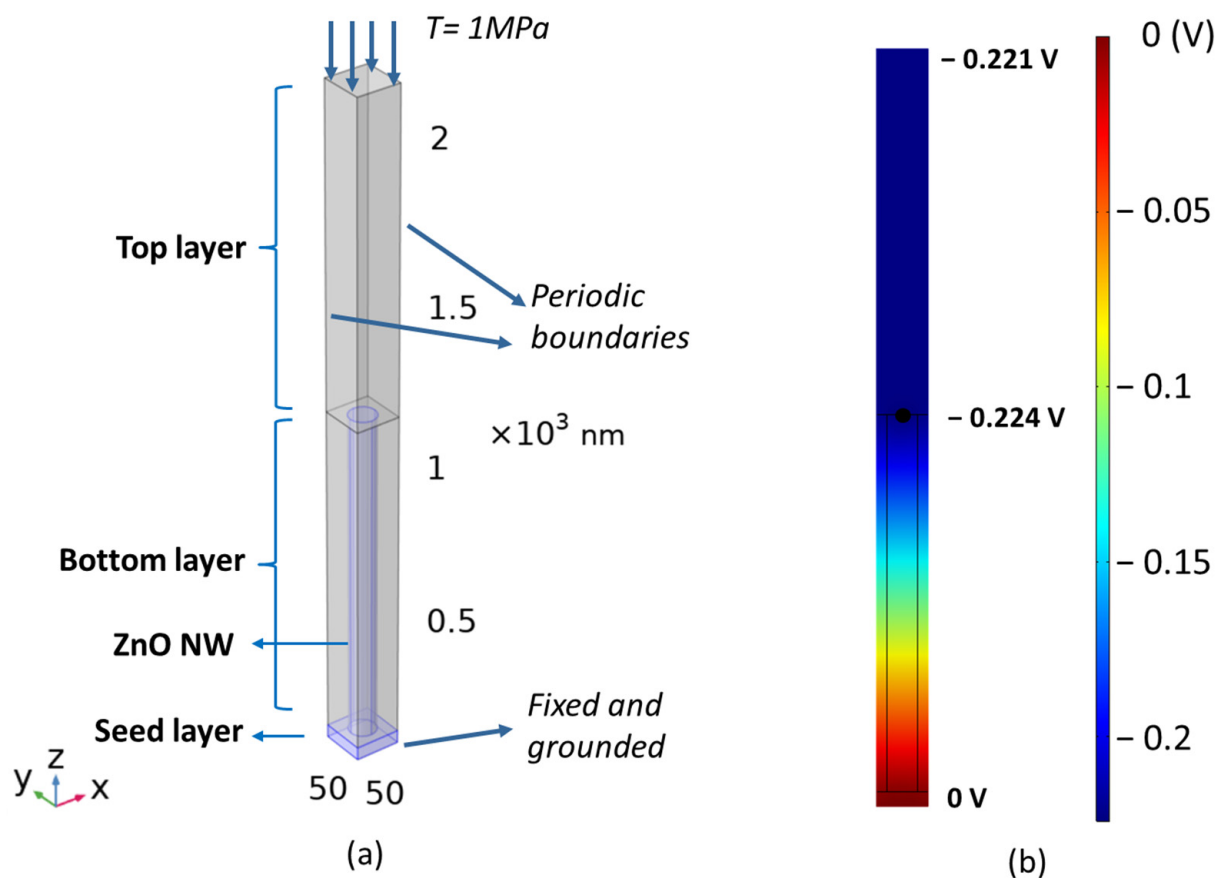 T= 1MPa
2
Top layer
1.5
Periodic
boundaries
×10³ nm
1
Bottom layer
0.5
ZnO NW
Fixed and
grounded
Seed layer
z
y
x
50 50
(a)
0 (V)
− 0.221 V
− 0.05
− 0.1
− 0.224 V
− 0.15
− 0.2
0 V
(b)